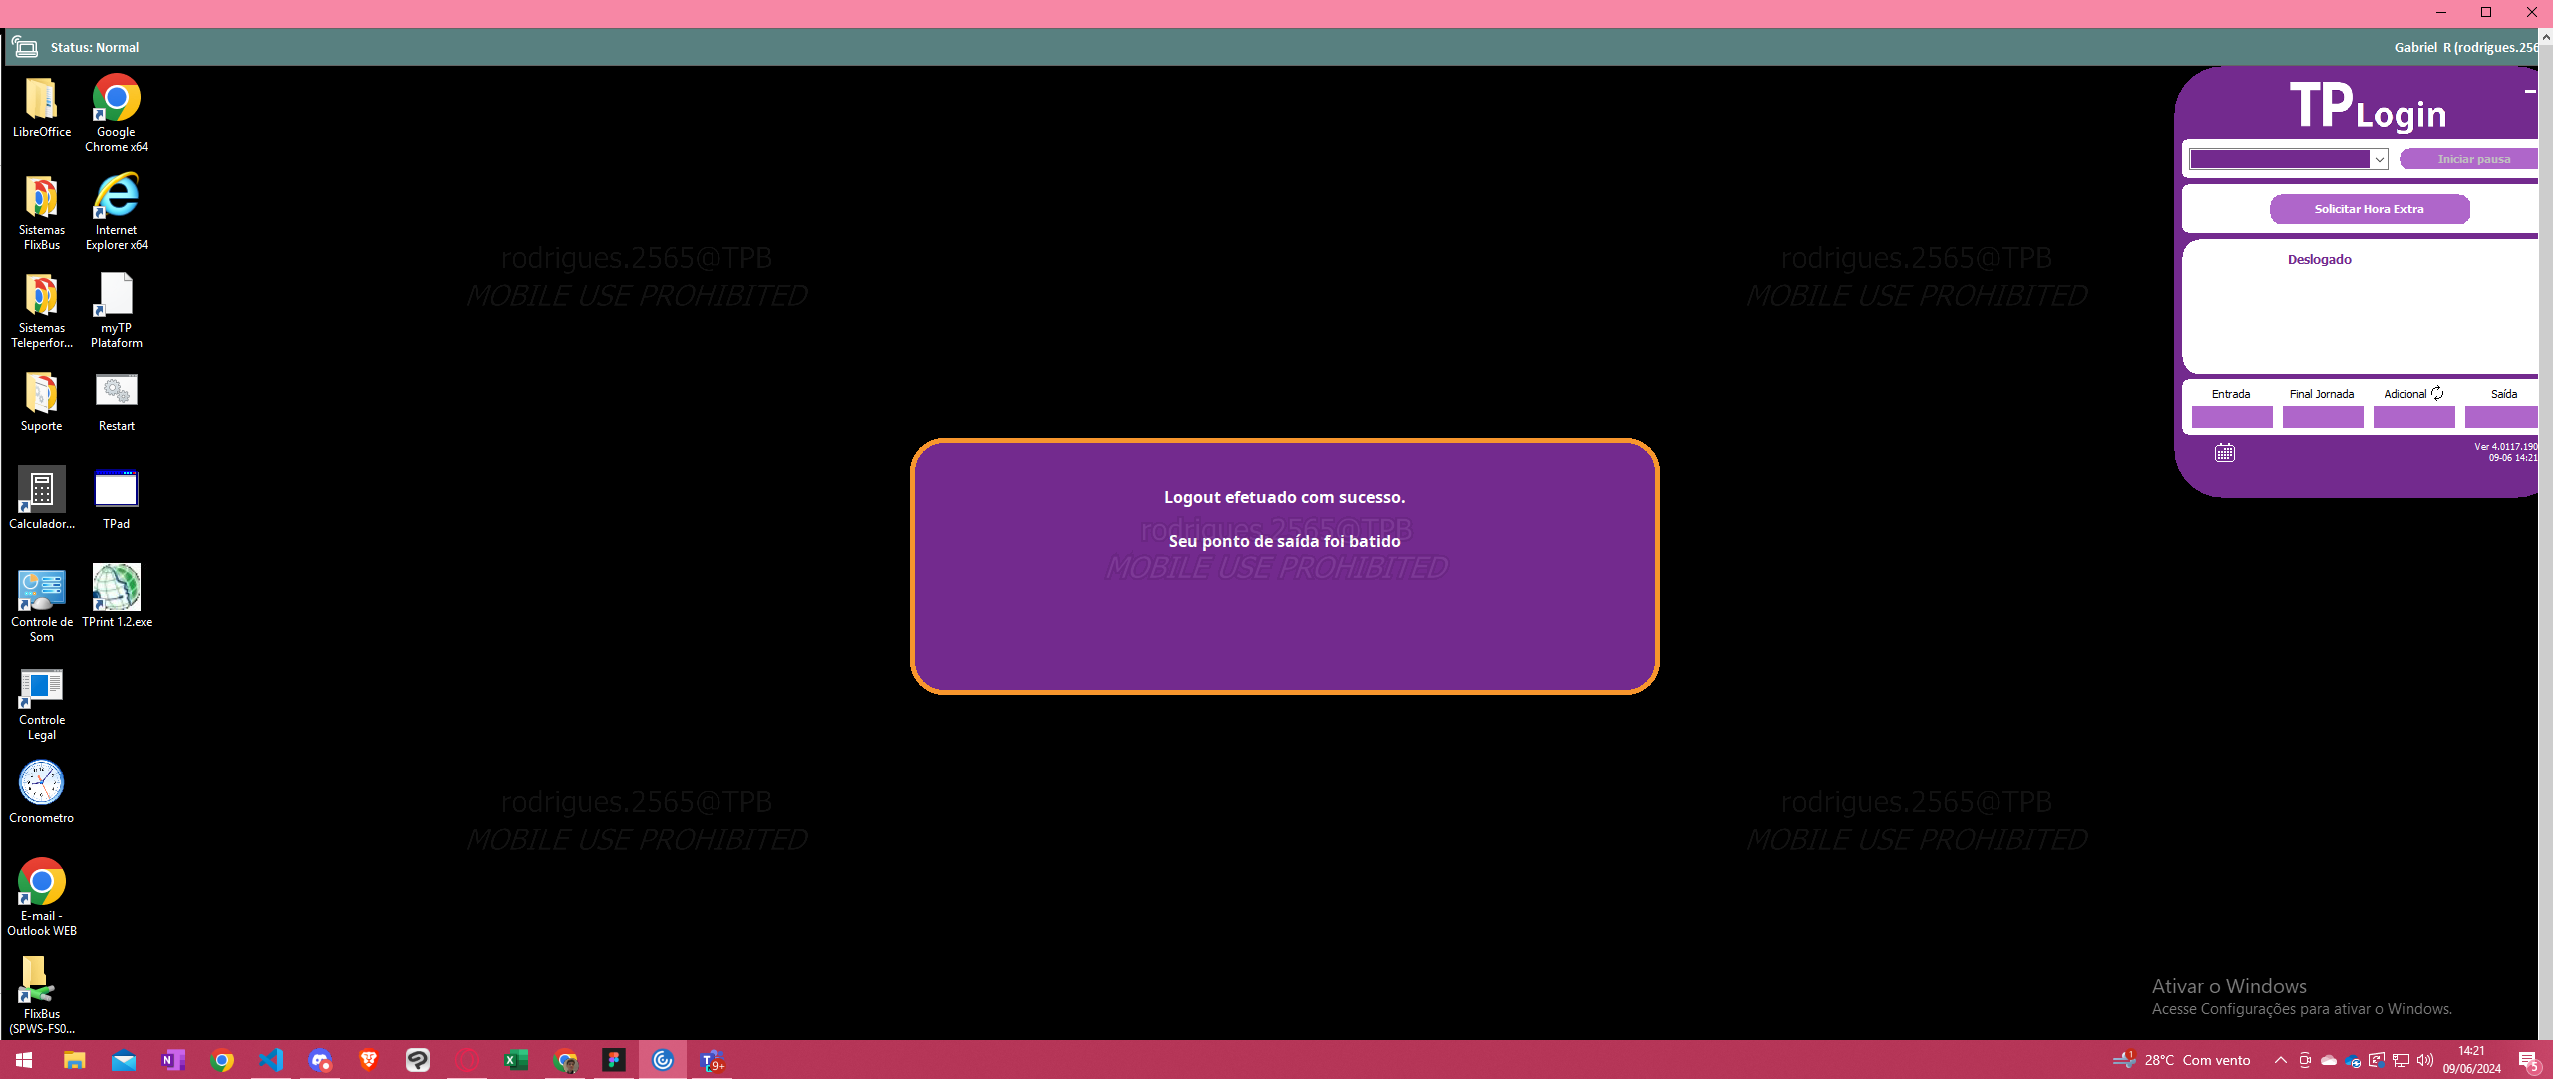 Status: Normal
Gabriel R (rodrigues.256
LibreOffice
Google
Chrome x64
Sistemas
FlixBus
Internet
Explorer x64
Sistemas
Teleperfor...
myTP
Plataform
Suporte
Restart
Calculador...
TPad
Controle de
Som
TPrint 1.2.exe
Controle
Legal
Cronometro
E-mail -
Outlook WEB
FlixBus
(SPWS-FS0...
rodrigues.2565@TPB
MOBILE USE PROHIBITED
rodrigues.2565@TPB
MOBILE USE PROHIBITED
TP Login
Iniciar pausa
Solicitar Hora Extra
Deslogado
Entrada
Final Jornada
Adicional
Saída
Ver 4.0117.190
09-06 14:21
Logout efetuado com sucesso.
rodrigues.2565@TPB
Seu ponto de saída foi batido
MOBILE USE PROHIBITED
rodrigues.2565@TPB
MOBILE USE PROHIBITED
rodrigues.2565@TPB
MOBILE USE PROHIBITED
Ativar o Windows
Acesse Configurações para ativar o Windows.
9+
1
28°C Com vento
14:21
09/06/2024
5